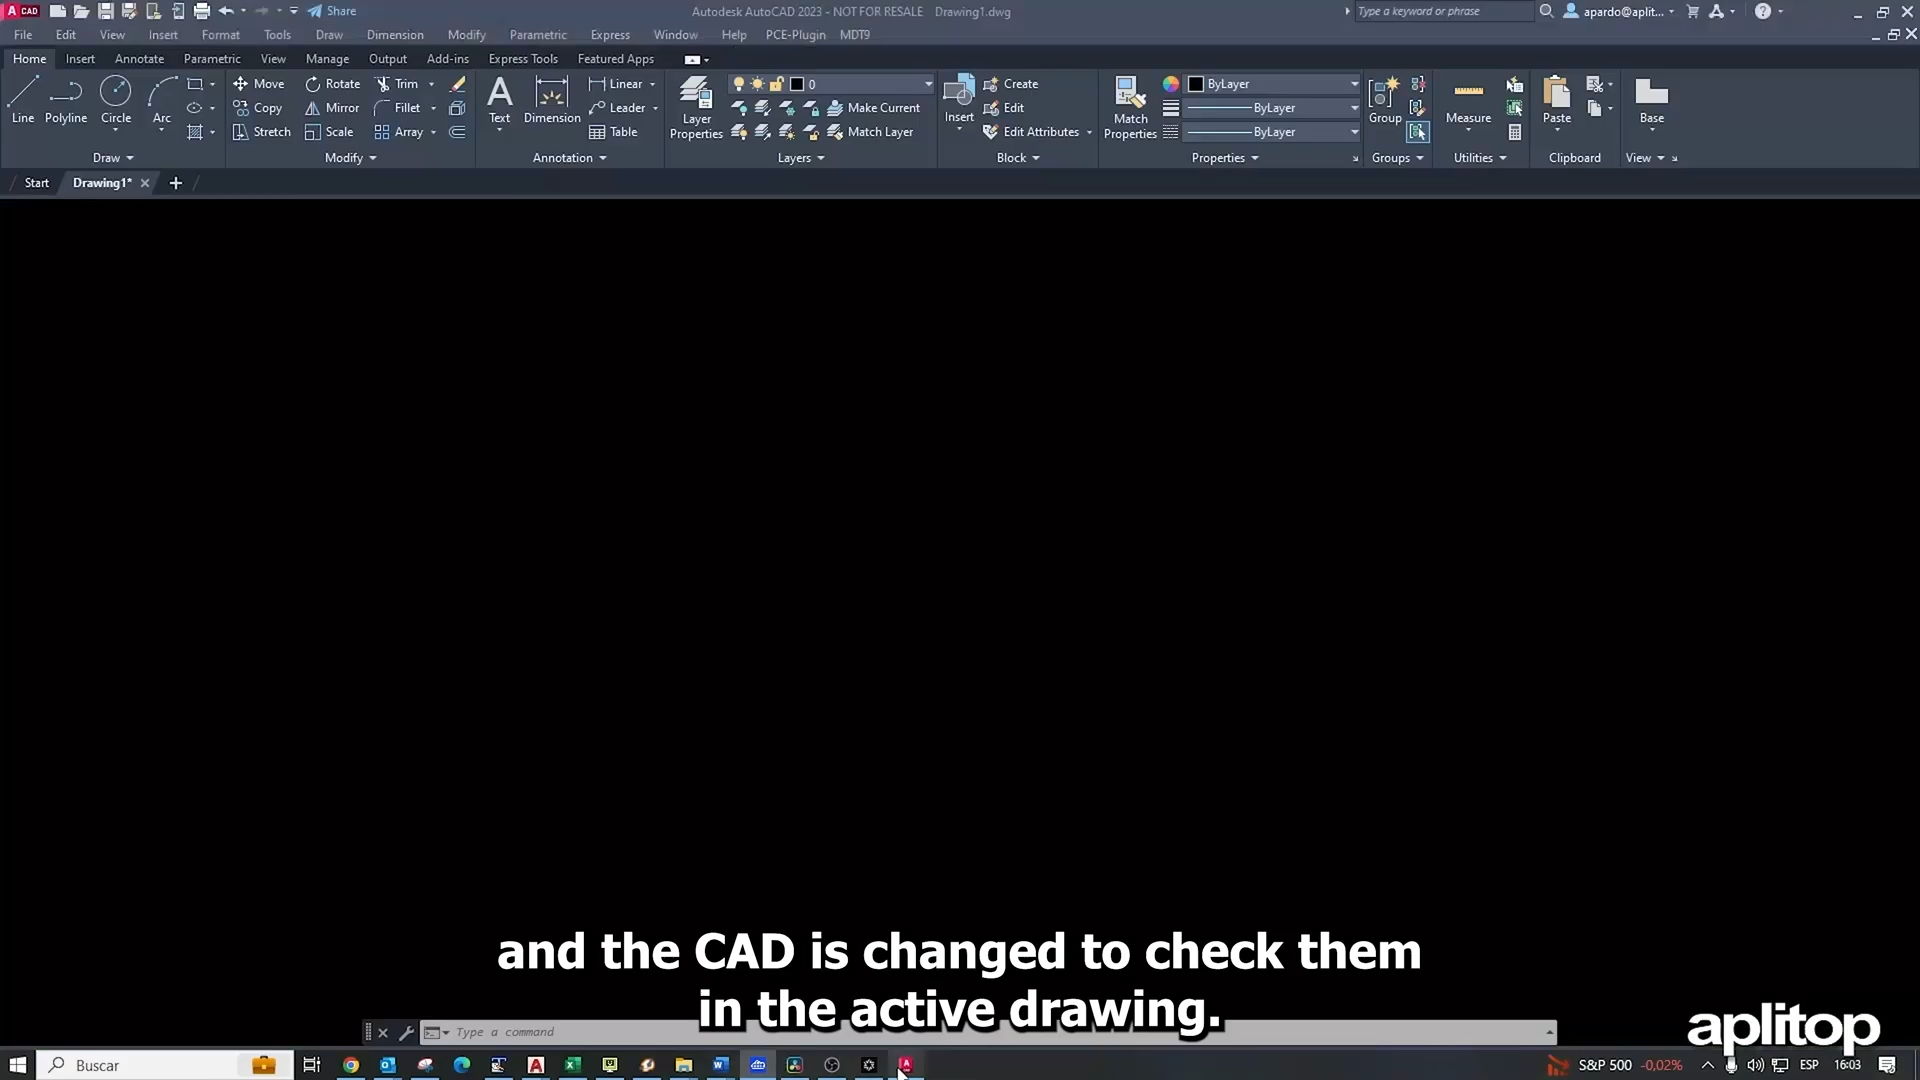 A CAD Share Autodesk AutoCAD 2023 - NOT FOR RESALE Drawing1.dwg Type a keyword or phrase apardo@aplit...
File Edit View Insert Format Tools Draw Dimension Modify Parametric Express Window Help PCE-Plugin MDT9
Home Insert Annotate Parametric View Manage Output Add-ins Express Tools Featured Apps
Line Polyline Circle Arc
Move Rotate Trim
Copy Mirror Fillet
Stretch Scale Array
Text Dimension
Linear
Leader
Table
Layer Properties
0
Make Current
Match Layer
Insert
Create
Edit
Edit Attributes
Match Properties
ByLayer
ByLayer
ByLayer
Group
Measure
Paste
Base
Draw Modify Annotation Layers Block Properties Groups Utilities Clipboard View
Start Drawing1*
and the CAD is changed to check them
in the active drawing.
Type a command
aplitop
Buscar S&P 500 -0,02% ESP 16:03